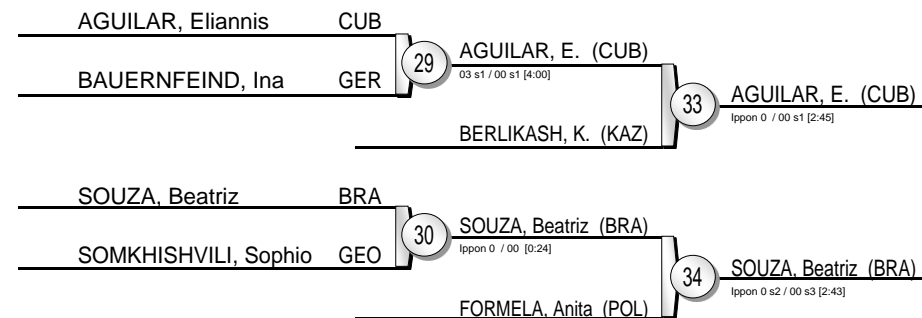 AGUILAR, Eliannis CUB
29
AGUILAR, E. (CUB)
03 s1 / 00 s1 [4:00]
BAUERNFEIND, Ina GER
33
AGUILAR, E. (CUB)
Ippon 0 / 00 s1 [2:45]
BERLIKASH, K. (KAZ)
SOUZA, Beatriz BRA
30
SOUZA, Beatriz (BRA)
Ippon 0 / 00 [0:24]
SOMKHISHVILI, Sophio GEO
34
SOUZA, Beatriz (BRA)
Ippon 0 s2 / 00 s3 [2:43]
FORMELA, Anita (POL)